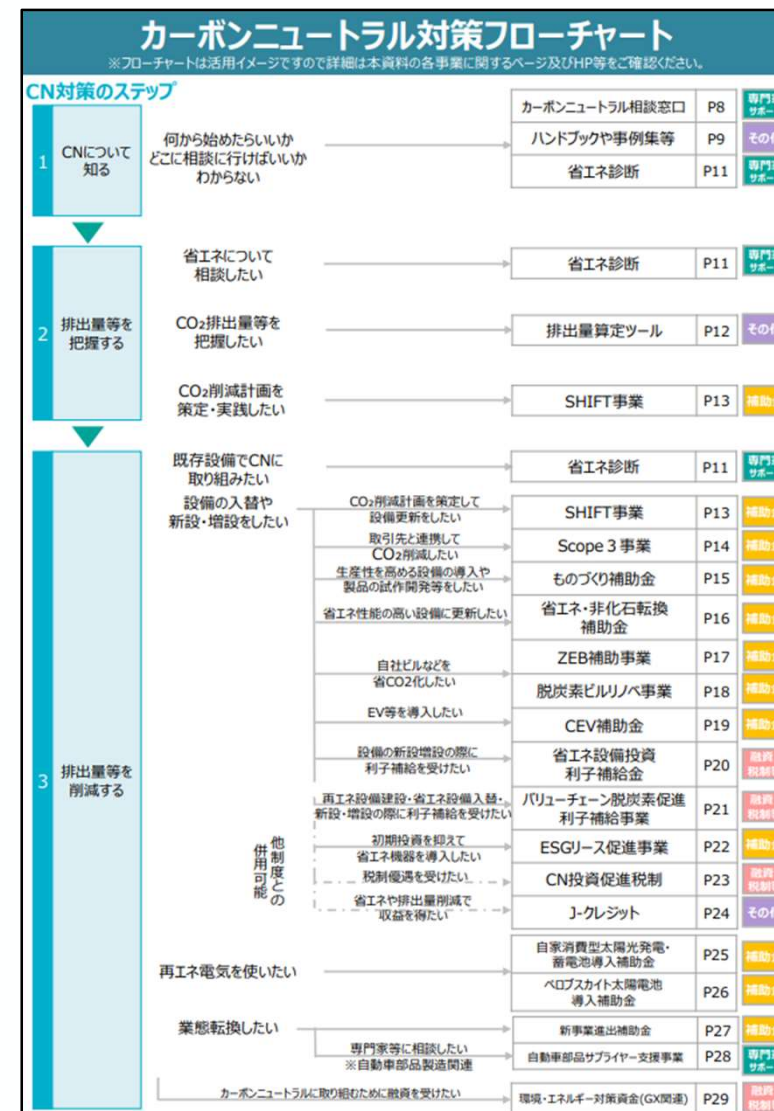 カーボンニュートラル対策フローチャート
※フローチャートは活用イメージですので詳細は本資料の各事業に関するページ及びHP等をご確認ください。
CN対策のステップ
1
CNについて
知る
何から始めたらいいか
どこに相談に行けばいいか
わからない
カーボンニュートラル相談窓口 P8
ハンドブックや事例集等 P9
省エネ診断 P11
2
排出量等を
把握する
省エネについて
相談したい
省エネ診断 P11
CO₂排出量等を
把握したい
排出量算定ツール P12
CO₂削減計画を
策定・実践したい
SHIFT事業 P13
3
排出量等を
削減する
既存設備でCNに
取り組みたい
省エネ診断 P11
設備の入替や
新設・増設をしたい
CO₂削減計画を策定して
設備更新をしたい
SHIFT事業 P13
取引先と連携して
CO₂削減したい
Scope３事業 P14
生産性を高める設備の導入や
製品の試作開発等をしたい
ものづくり補助金 P15
省エネ性能の高い設備に更新したい
省エネ・非化石転換
補助金
P16
自社ビルなどを
省CO2化したい
ZEB補助事業 P17
脱炭素ビルリノベ事業 P18
EV等を導入したい
CEV補助金 P19
設備の新設増設の際に
利子補給を受けたい
省エネ設備投資
利子補給金
P20
再エネ設備建設・省エネ設備入替・
新設・増設の際に利子補給を受けたい
バリューチェーン脱炭素促進
利子補給事業
P21
他制度との
併用可能
初期投資を抑えて
省エネ機器を導入したい
ESGリース促進事業 P22
税制優遇を受けたい
CN投資促進税制 P23
省エネや排出量削減で
収益を得たい
J-クレジット P24
再エネ電気を使いたい
自家消費型太陽光発電・
蓄電池導入補助金
P25
ペロブスカイト太陽電池
導入補助金
P26
業態転換したい
新事業進出補助金 P27
専門家等に相談したい
※自動車部品製造関連
自動車部品サプライヤー支援事業 P28
カーボンニュートラルに取り組むために融資を受けたい
環境・エネルギー対策資金(GX関連) P29